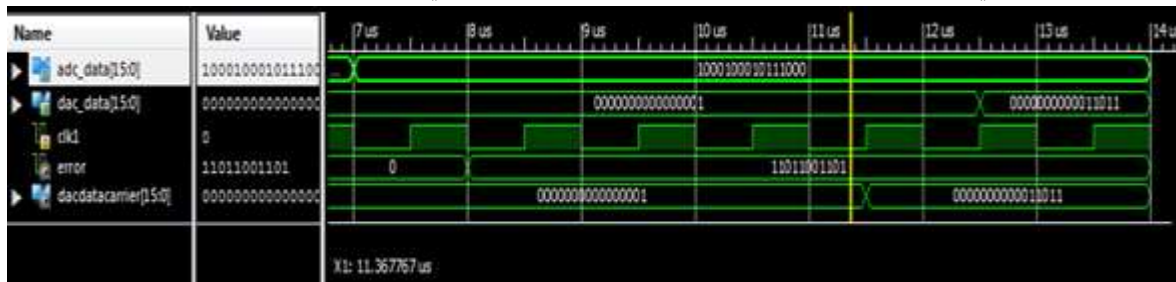 Name Value 7 us 8 us 9 us 10 us 11 us 12 us 13 us 14 u
adc_data[15:0] 100010001011100 ... 1000100010111000
dac_data[15:0] 000000000000000 0000000000000001 0000000000011011
clk1 0
error 11011001101 0 11011001101
dacdatacarrier[15:0] 000000000000000 0000000000000001 0000000000011011
X1: 11.367767 us